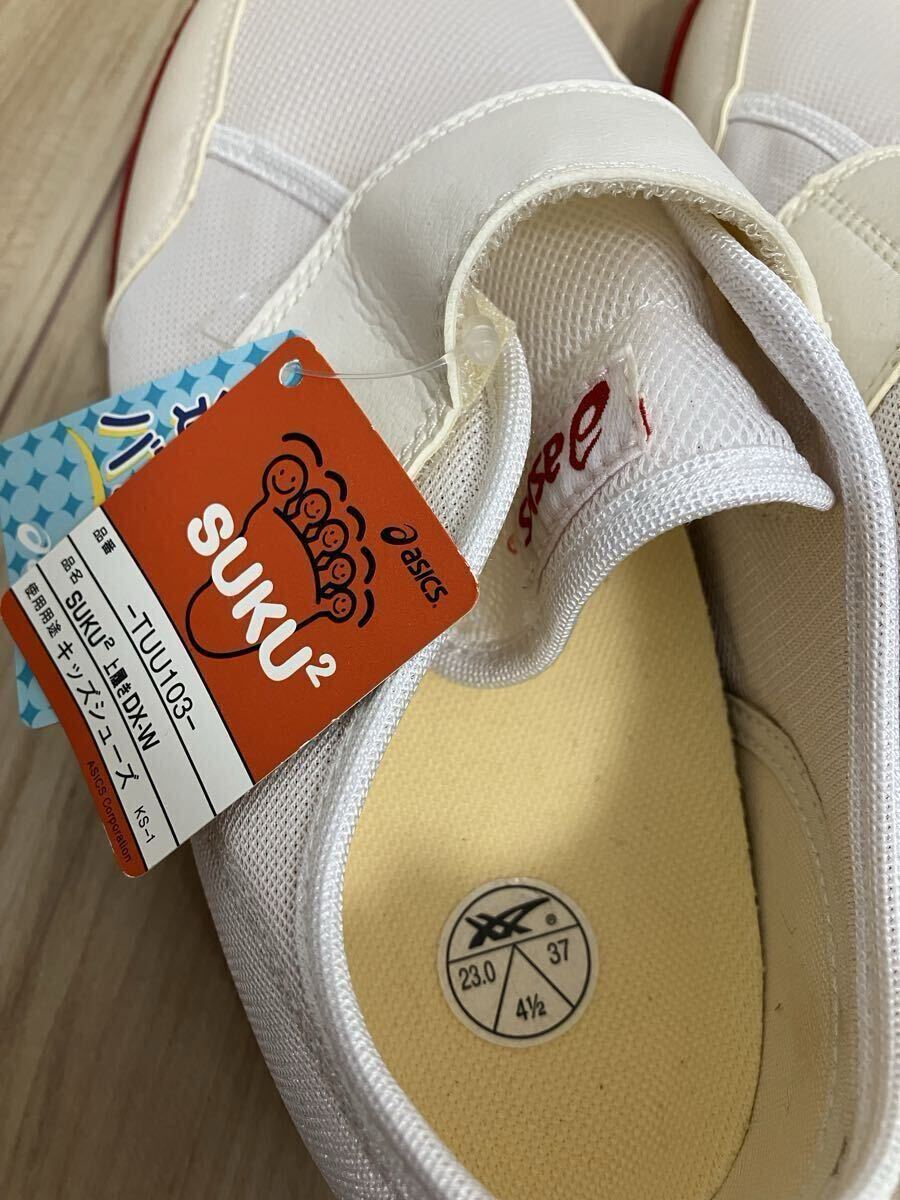 SUKU²
asics.
品番 -TUU103-
品名 SUKU² 上履きDX-W
使用用途 キッズシューズ KS-1
ASICS Corporation
asics
23.0
37
4½
®